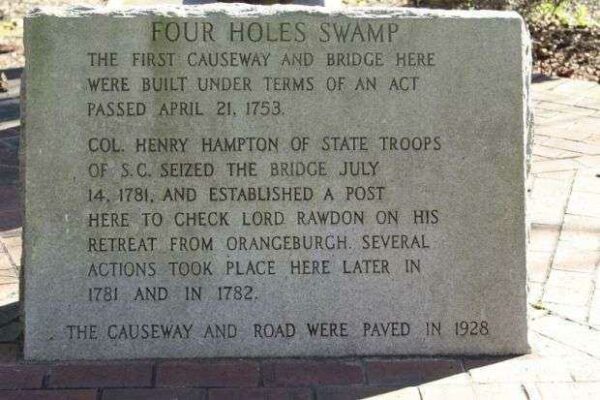 FOUR HOLES SWAMP
THE FIRST CAUSEWAY AND BRIDGE HERE
WERE BUILT UNDER TERMS OF AN ACT
PASSED APRIL 21, 1753.
COL. HENRY HAMPTON OF STATE TROOPS
OF S.C. SEIZED THE BRIDGE JULY
14, 1781, AND ESTABLISHED A POST
HERE TO CHECK LORD RAWDON ON HIS
RETREAT FROM ORANGEBURGH. SEVERAL
ACTIONS TOOK PLACE HERE LATER IN
1781 AND IN 1782.
THE CAUSEWAY AND ROAD WERE PAVED IN 1928